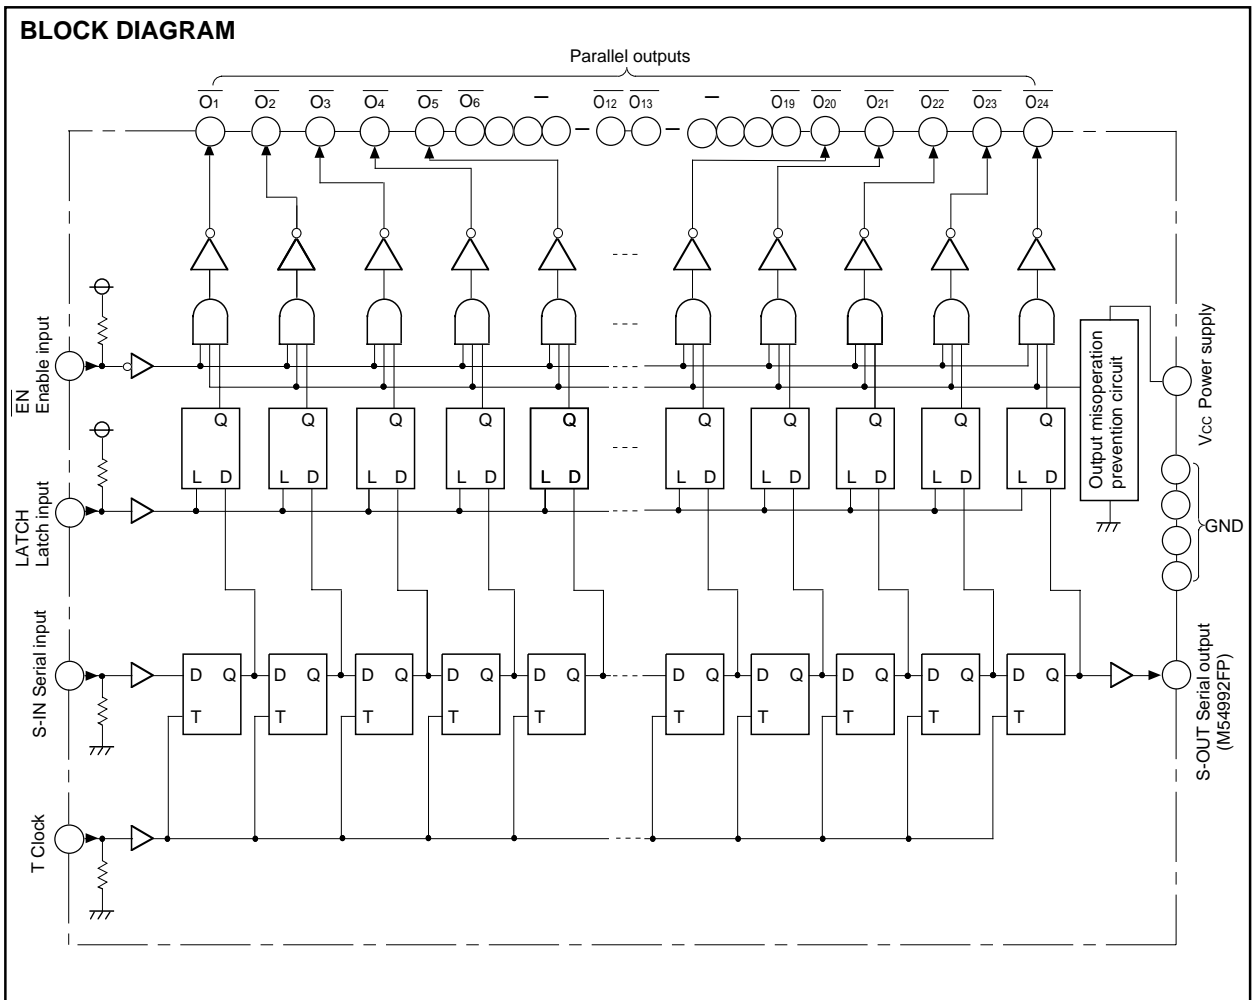 BLOCK DIAGRAM
Parallel outputs
O1 O2 O3 O4 O5 O6 – O12 O13 – O19 O20 O21 O22 O23 O24
EN
Enable input
Output misoperation
prevention circuit
Vcc Power supply
Q Q Q Q Q Q Q Q Q Q
L D L D L D L D L D L D L D L D L D L D
LATCH
Latch input
GND
S-IN Serial input
D Q D Q D Q D Q D Q D Q D Q D Q D Q D Q
T T T T T T T T T T
S-OUT Serial output
(M54992FP)
T Clock